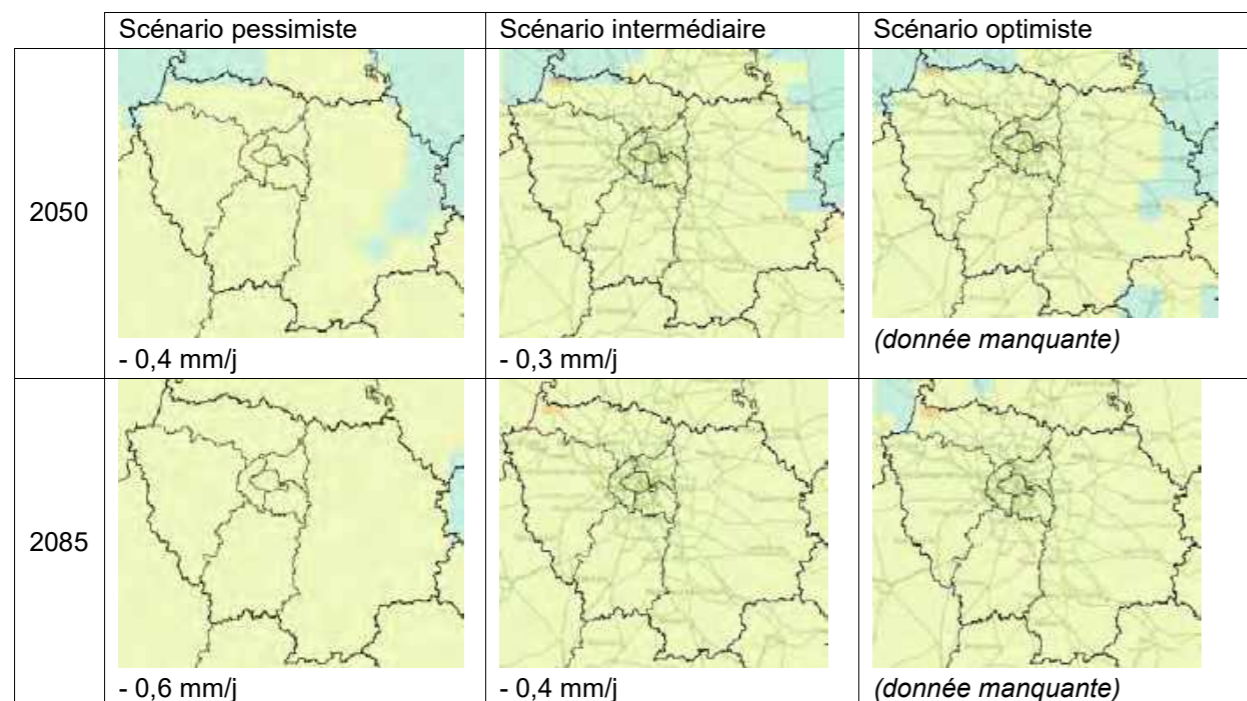 Scénario pessimiste
Scénario intermédiaire
Scénario optimiste
2050
- 0,4 mm/j
- 0,3 mm/j
(donnée manquante)
2085
- 0,6 mm/j
- 0,4 mm/j
(donnée manquante)